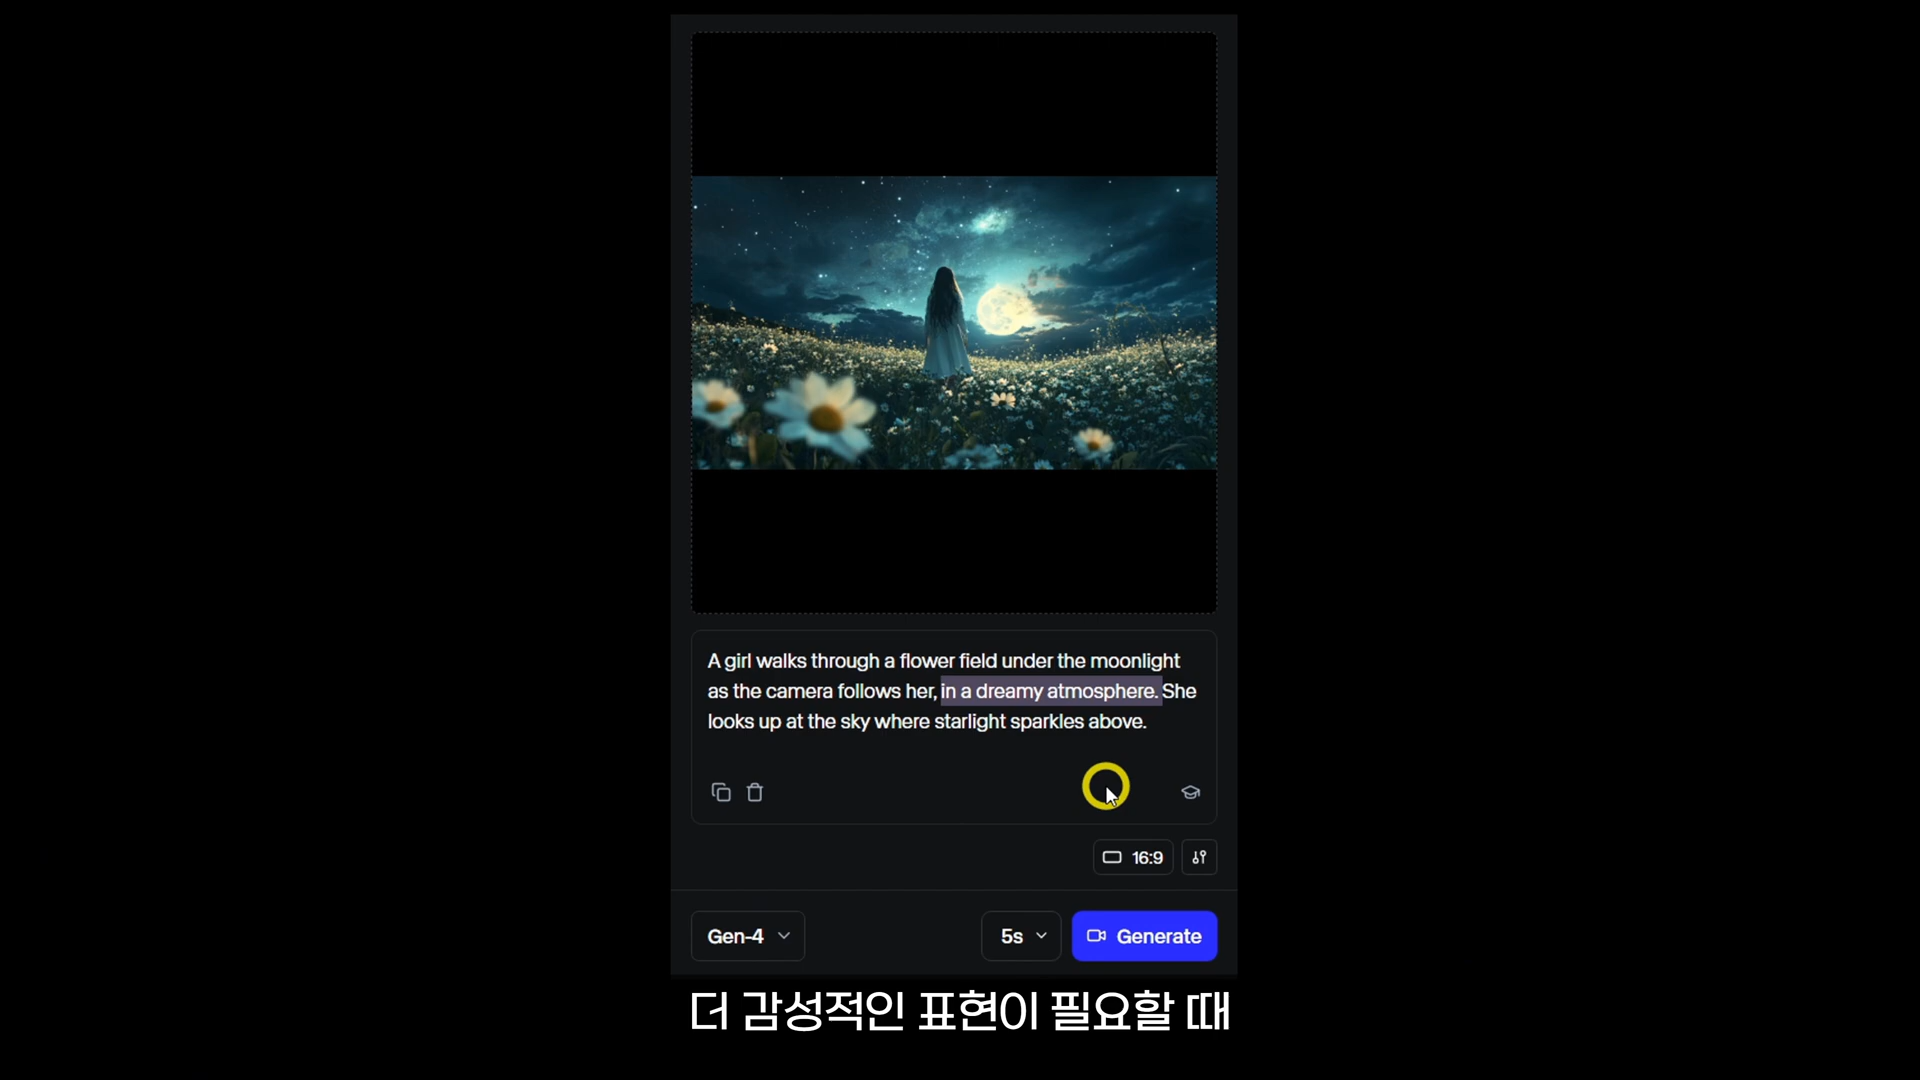 A girl walks through a flower field under the moonlight
as the camera follows her, in a dreamy atmosphere. She
looks up at the sky where starlight sparkles above.
16:9
Gen-4
5s
Generate
더 감성적인 표현이 필요할 때